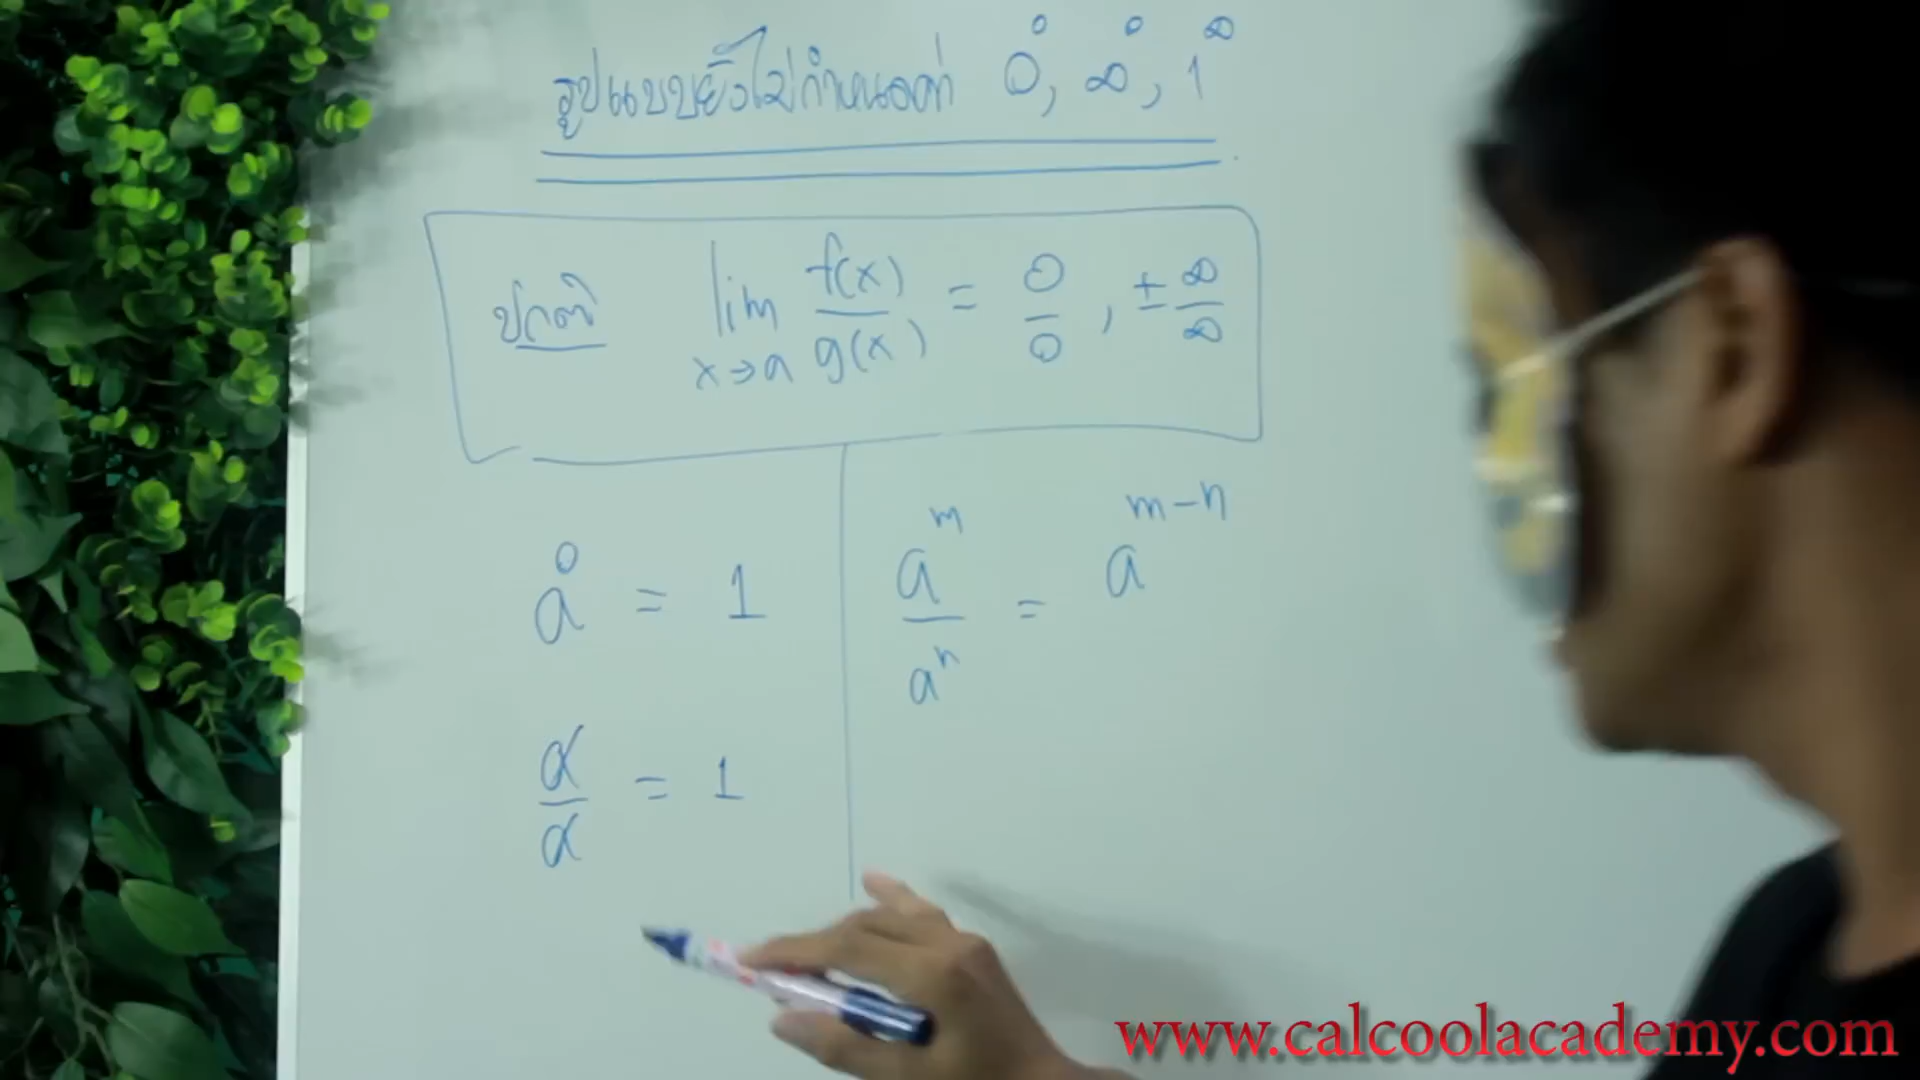 รูปแบบยังไม่กำหนดค่า 0⁰, ∞⁰, 1^∞
ปกติ lim x→a f(x)/g(x) = 0/0, ± ∞/∞
a⁰ = 1
a^m/a^n = a^(m-n)
a/a = 1
www.calcoolacademy.com